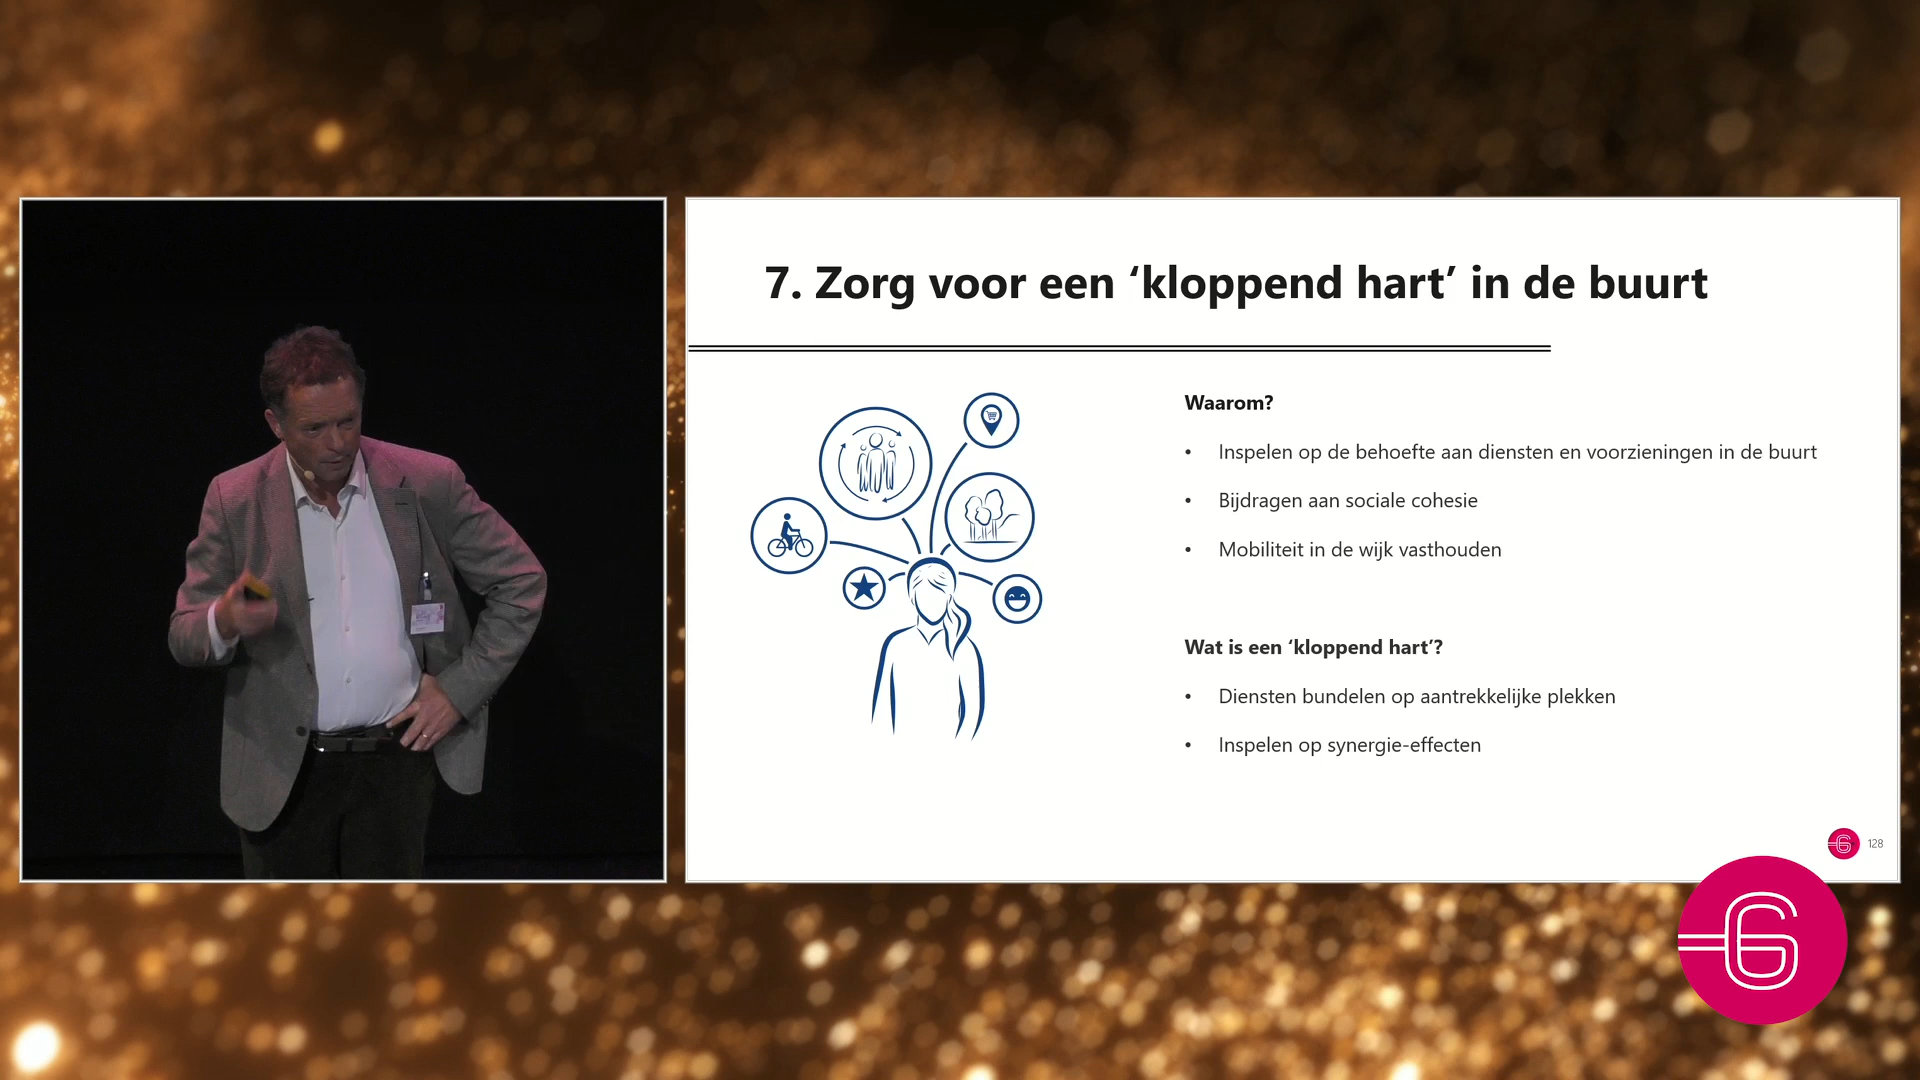 7. Zorg voor een ‘kloppend hart’ in de buurt
Waarom?
• Inspelen op de behoefte aan diensten en voorzieningen in de buurt
• Bijdragen aan sociale cohesie
• Mobiliteit in de wijk vasthouden
Wat is een ‘kloppend hart’?
• Diensten bundelen op aantrekkelijke plekken
• Inspelen op synergie-effecten
128